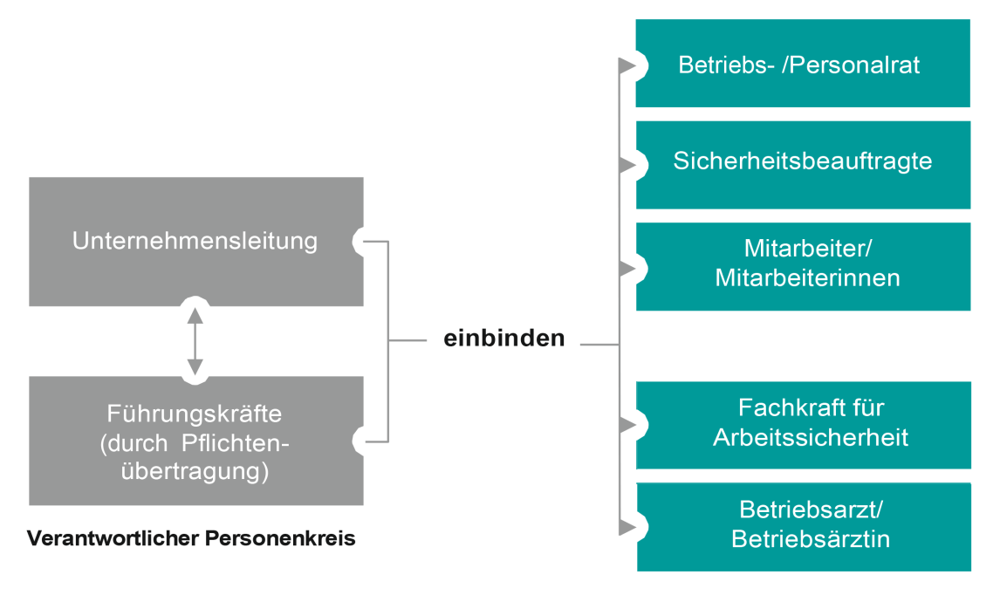 Unternehmensleitung
Führungskräfte
(durch Pflichten-
übertragung)
Verantwortlicher Personenkreis
einbinden
Betriebs- /Personalrat
Sicherheitsbeauftragte
Mitarbeiter/
Mitarbeiterinnen
Fachkraft für
Arbeitssicherheit
Betriebsarzt/
Betriebsärztin